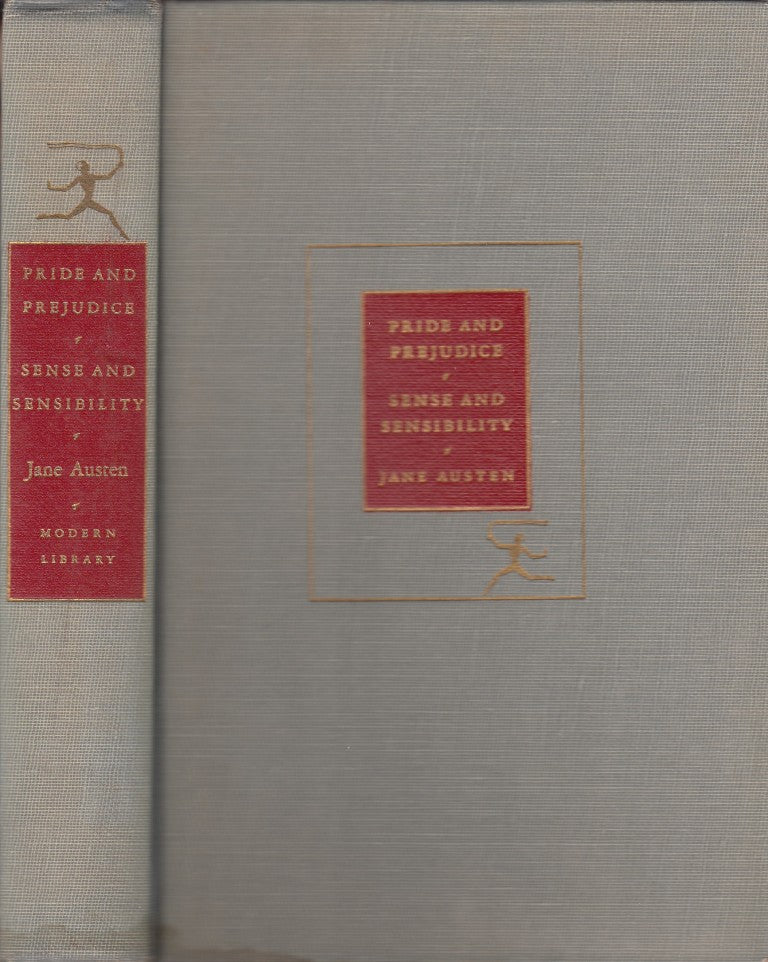 PRIDE AND
PREJUDICE
SENSE AND
SENSIBILITY
Jane Austen
MODERN
LIBRARY
PRIDE AND
PREJUDICE
SENSE AND
SENSIBILITY
JANE AUSTEN